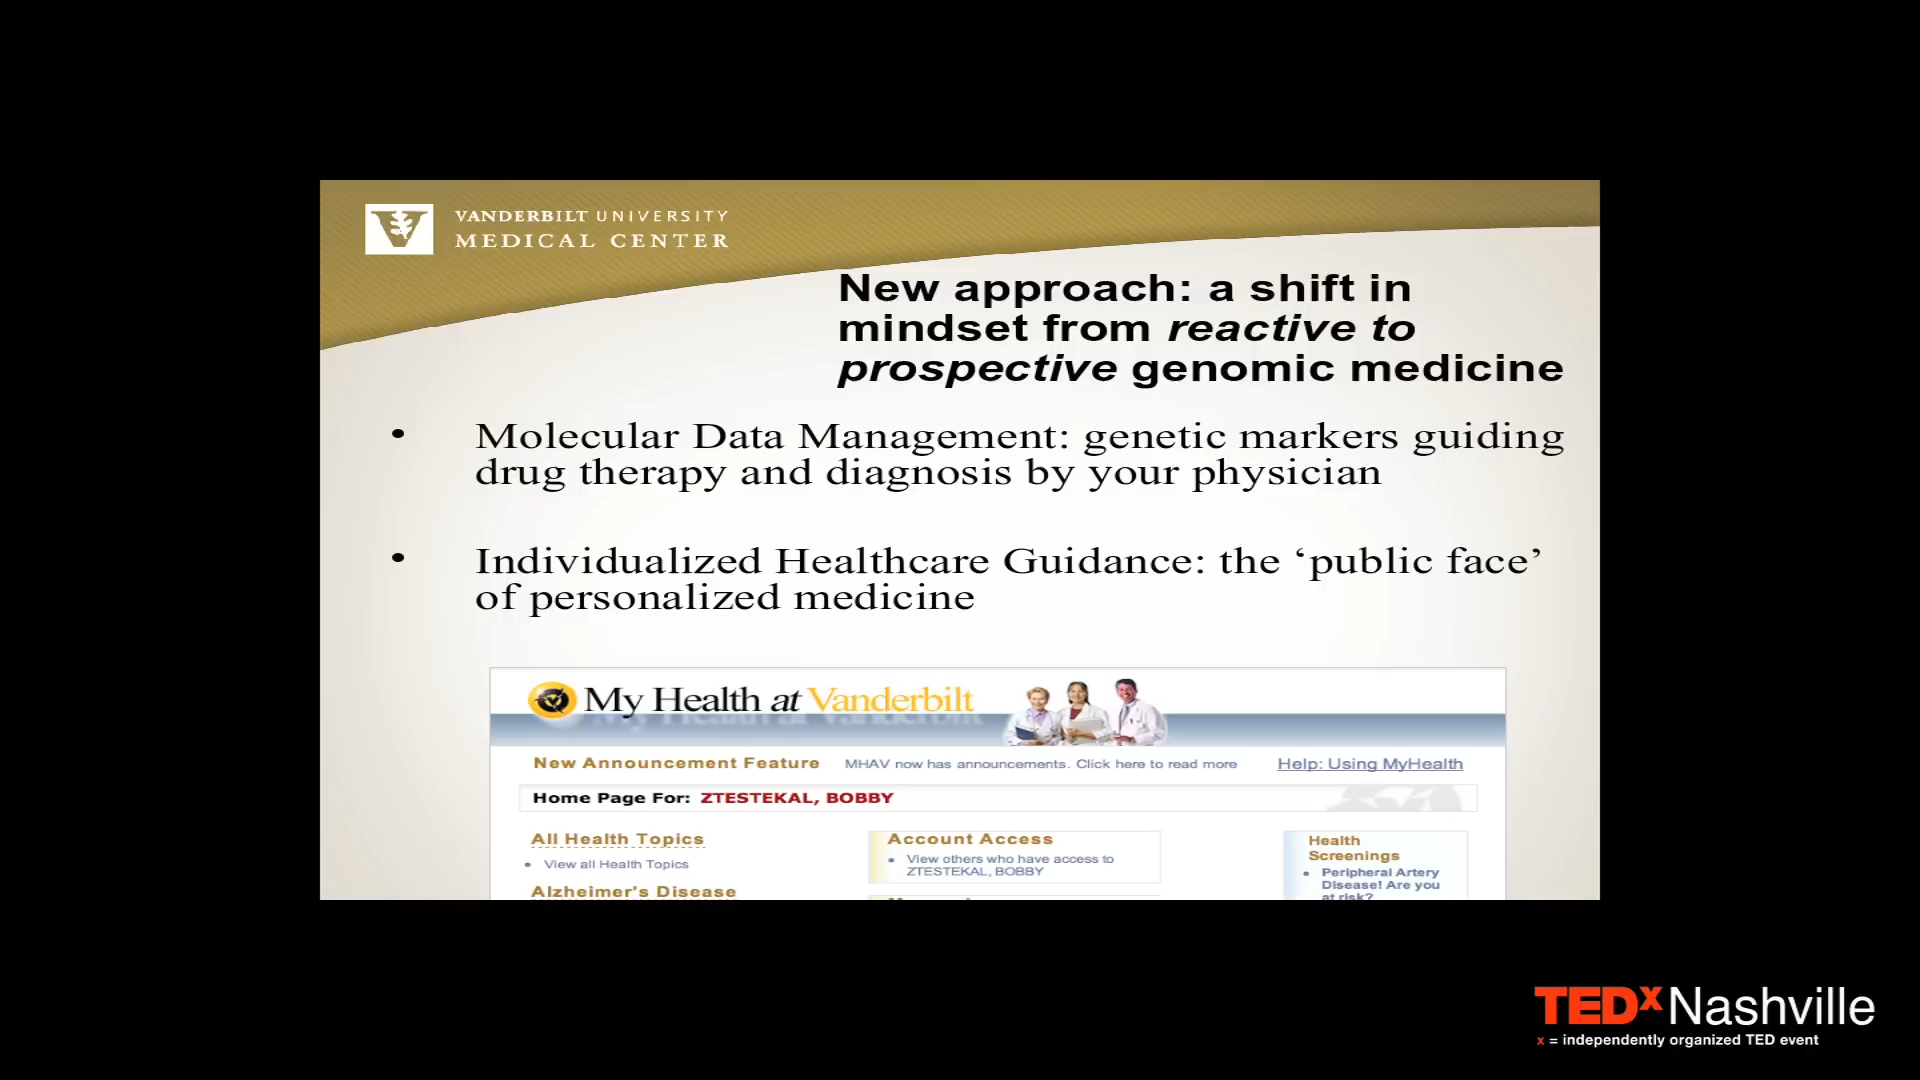 VANDERBILT UNIVERSITY
MEDICAL CENTER
New approach: a shift in
mindset from reactive to
prospective genomic medicine
• Molecular Data Management: genetic markers guiding
drug therapy and diagnosis by your physician
• Individualized Healthcare Guidance: the ‘public face’
of personalized medicine
My Health at Vanderbilt
New Announcement Feature MHAV now has announcements. Click here to read more Help: Using MyHealth
Home Page For: ZTESTEKAL, BOBBY
All Health Topics
• View all Health Topics
Alzheimer's Disease
Account Access
• View others who have access to
ZTESTEKAL, BOBBY
Health
Screenings
• Peripheral Artery
Disease! Are you
at risk?
TEDxNashville
x = independently organized TED event